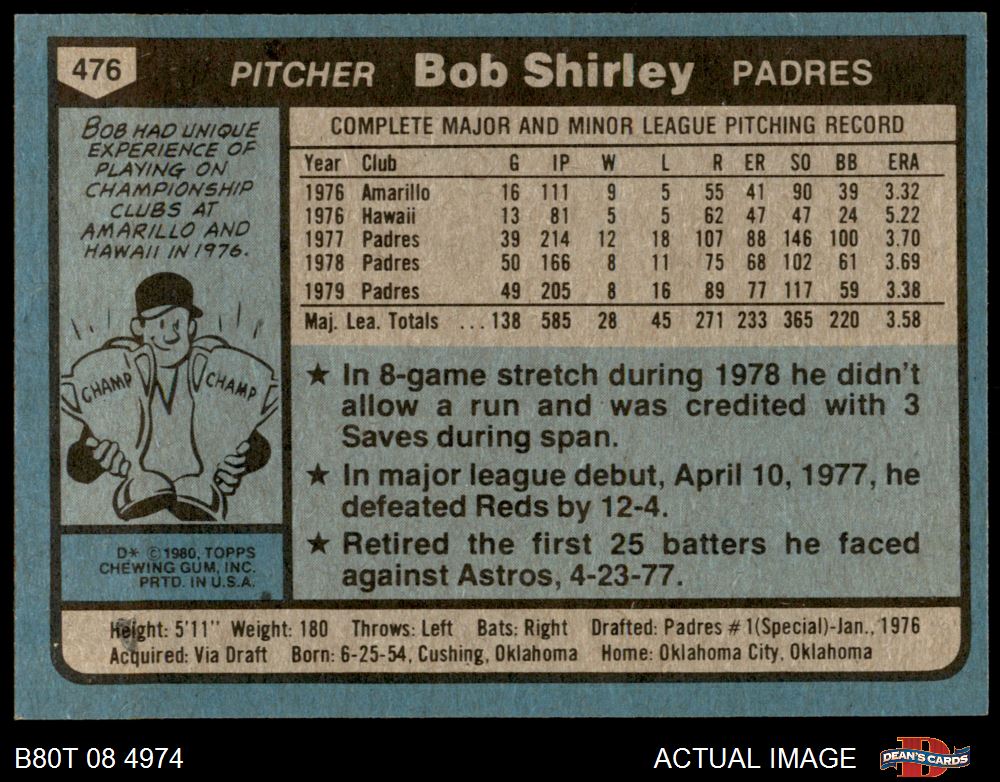 476
PITCHER Bob Shirley PADRES
BOB HAD UNIQUE
EXPERIENCE OF
PLAYING ON
CHAMPIONSHIP
CLUBS AT
AMARILLO AND
HAWAII IN 1976.
CHAMP CHAMP
D* © 1980, TOPPS
CHEWING GUM, INC.
PRTD. IN U.S.A.
COMPLETE MAJOR AND MINOR LEAGUE PITCHING RECORD
Year Club G IP W L R ER SO BB ERA
1976 Amarillo 16 111 9 5 55 41 90 39 3.32
1976 Hawaii 13 81 5 5 62 47 47 24 5.22
1977 Padres 39 214 12 18 107 88 146 100 3.70
1978 Padres 50 166 8 11 75 68 102 61 3.69
1979 Padres 49 205 8 16 89 77 117 59 3.38
Maj. Lea. Totals ...138 585 28 45 271 233 365 220 3.58
★ In 8-game stretch during 1978 he didn't
allow a run and was credited with 3
Saves during span.
★ In major league debut, April 10, 1977, he
defeated Reds by 12-4.
★ Retired the first 25 batters he faced
against Astros, 4-23-77.
Height: 5'11" Weight: 180 Throws: Left Bats: Right Drafted: Padres #1(Special)-Jan., 1976
Acquired: Via Draft Born: 6-25-54, Cushing, Oklahoma Home: Oklahoma City, Oklahoma
B80T 08 4974 ACTUAL IMAGE DEAN'S CARDS